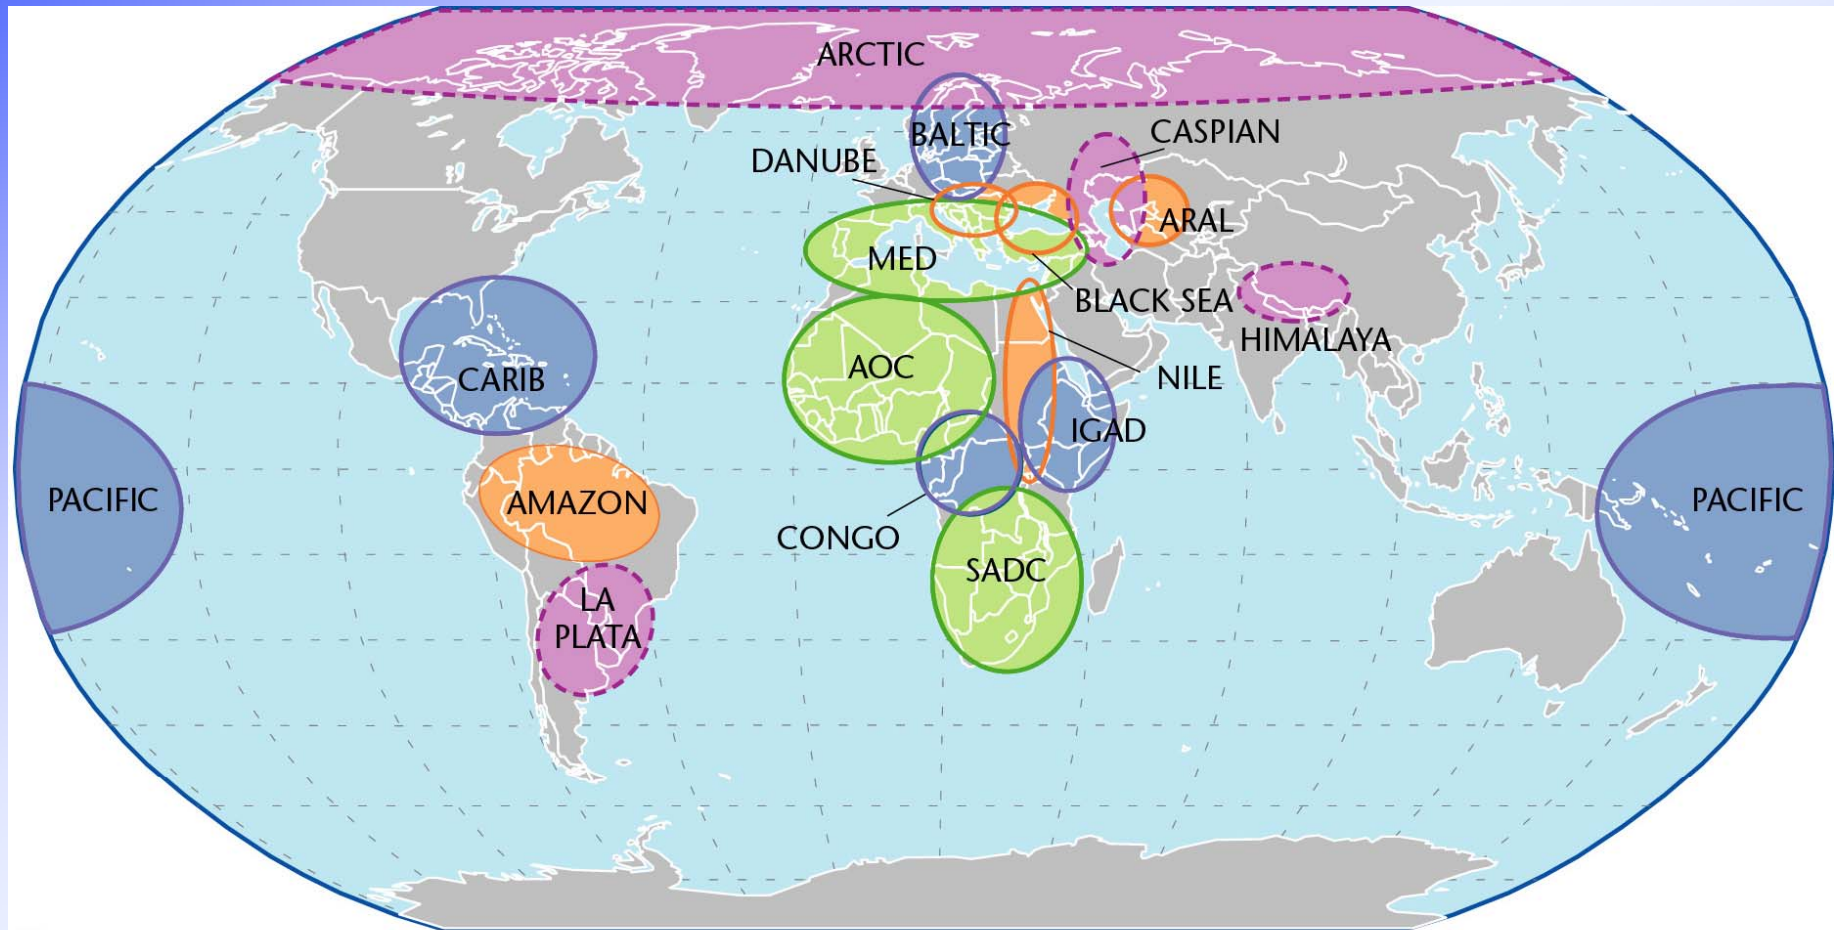 ARCTIC
BALTIC
CASPIAN
DANUBE
ARAL
MED
BLACK SEA
HIMALAYA
CARIB
AOC
NILE
IGAD
PACIFIC
AMAZON
PACIFIC
CONGO
SADC
LA
PLATA